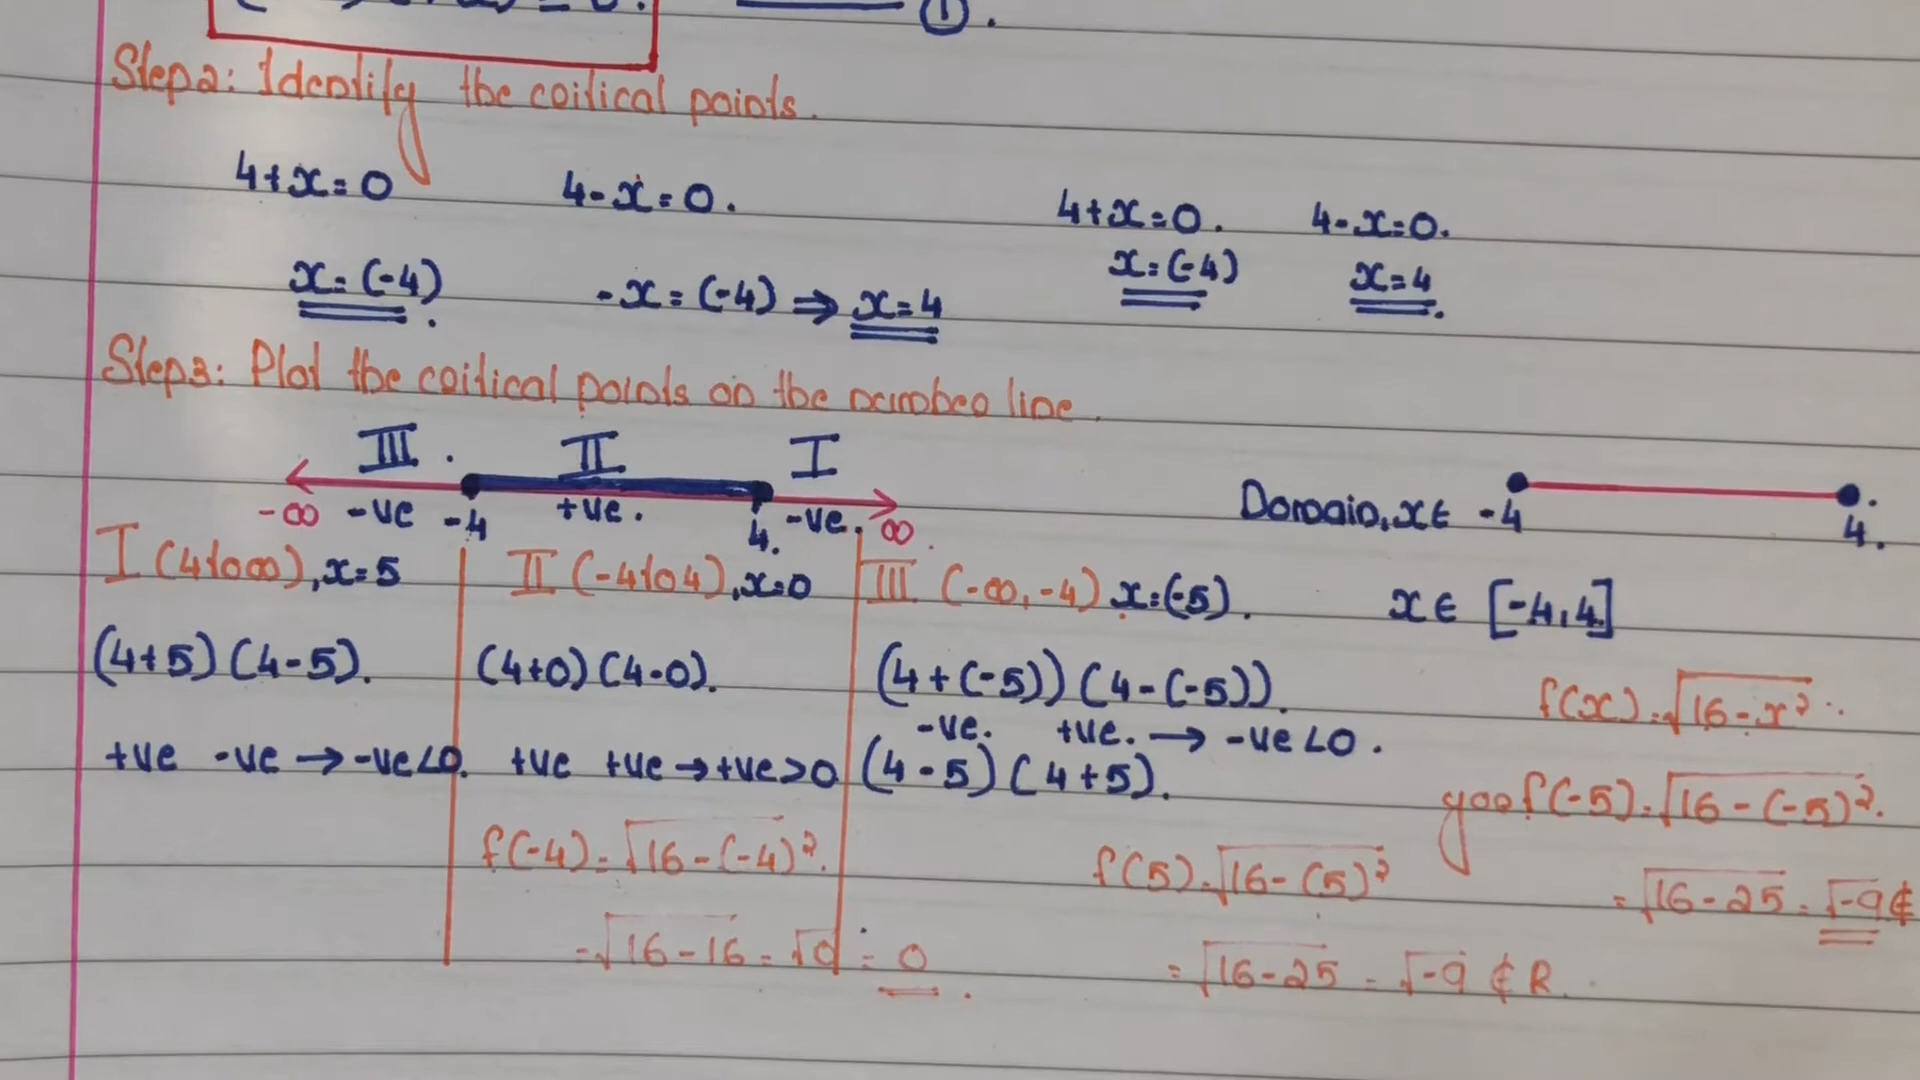 ≥ 0. ①.
Step2: Identify the critical points.
4+x=0 4-x=0. 4+x=0. 4-x=0.
x=(-4). -x=(-4) ⇒ x=4 x=(-4) x=4.
Step3: Plot the critical points on the number line.
III. II I
-∞ -ve -4 +ve. 4. -ve. ∞. Domain, x∈ -4 4.
I (4 to ∞), x=5 II (-4 to 4), x=0 III (-∞, -4) x=(-5). x∈ [-4,4]
(4+5)(4-5). (4+0)(4-0). (4+(-5))(4-(-5)). f(x)=√16-x².
-ve. +ve. → -ve<0.
+ve -ve → -ve<0. +ve +ve → +ve>0 (4-5)(4+5). f(-5)=√16-(-5)².
f(-4)=√16-(-4)². f(5)=√16-(5)² =√16-25=√-9∉
=√16-16=√0=0. =√16-25=√-9∉R.